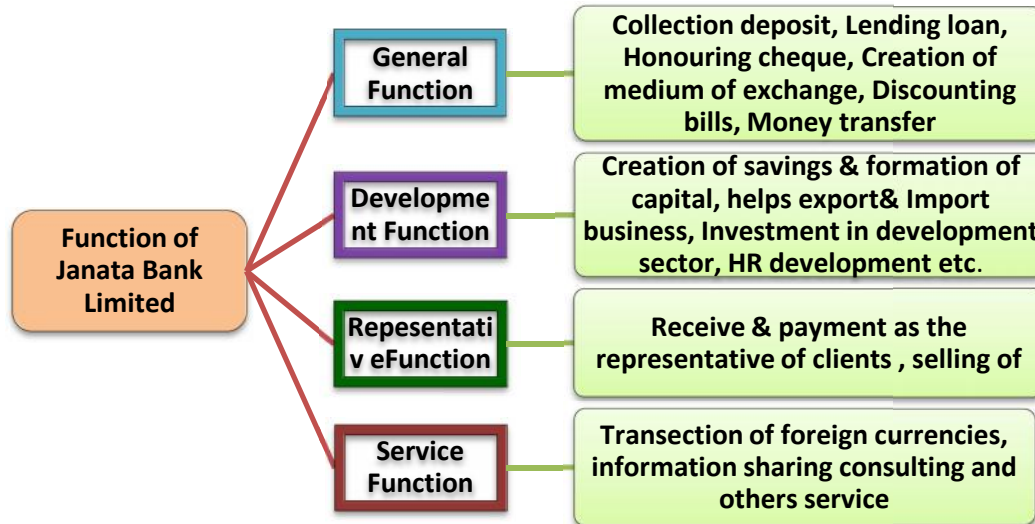 Function of
Janata Bank
Limited
General
Function
Collection deposit, Lending loan,
Honouring cheque, Creation of
medium of exchange, Discounting
bills, Money transfer
Developme
nt Function
Creation of savings & formation of
capital, helps export& Import
business, Investment in development
sector, HR development etc.
Repesentati
v eFunction
Receive & payment as the
representative of clients , selling of
Service
Function
Transection of foreign currencies,
information sharing consulting and
others service